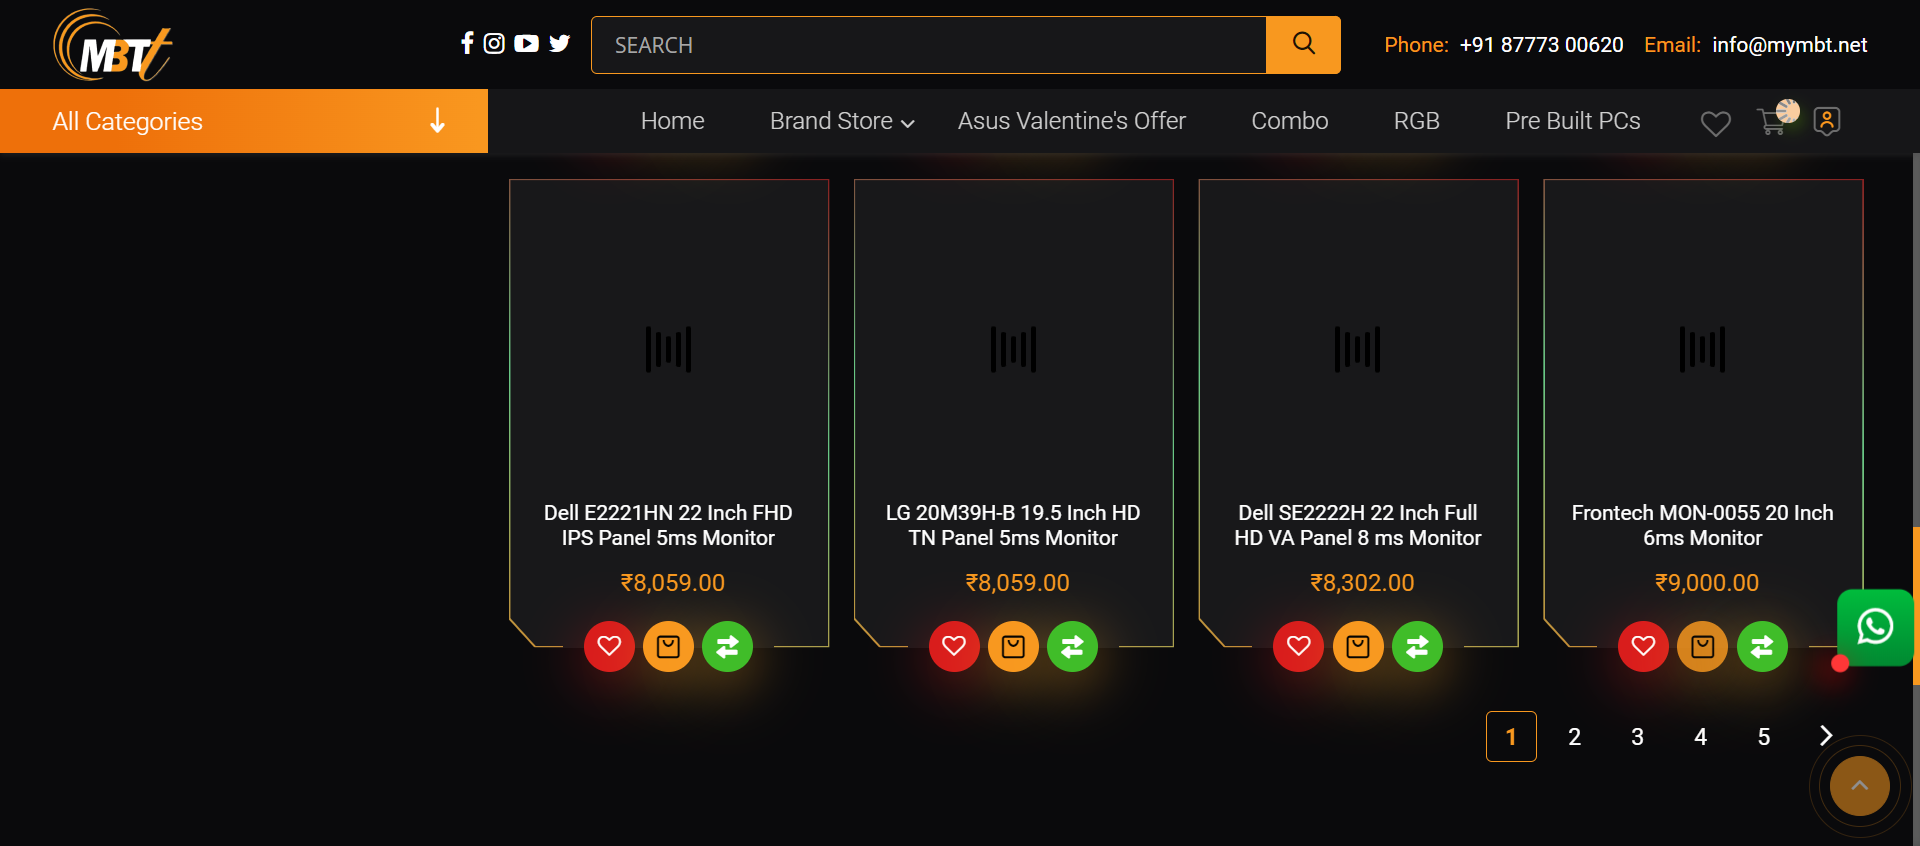 MBTt
SEARCH
Phone: +91 87773 00620 Email: info@mymbt.net
All Categories
Home
Brand Store
Asus Valentine's Offer
Combo
RGB
Pre Built PCs
Dell E2221HN 22 Inch FHD
IPS Panel 5ms Monitor
₹8,059.00
LG 20M39H-B 19.5 Inch HD
TN Panel 5ms Monitor
₹8,059.00
Dell SE2222H 22 Inch Full
HD VA Panel 8 ms Monitor
₹8,302.00
Frontech MON-0055 20 Inch
6ms Monitor
₹9,000.00
1 2 3 4 5